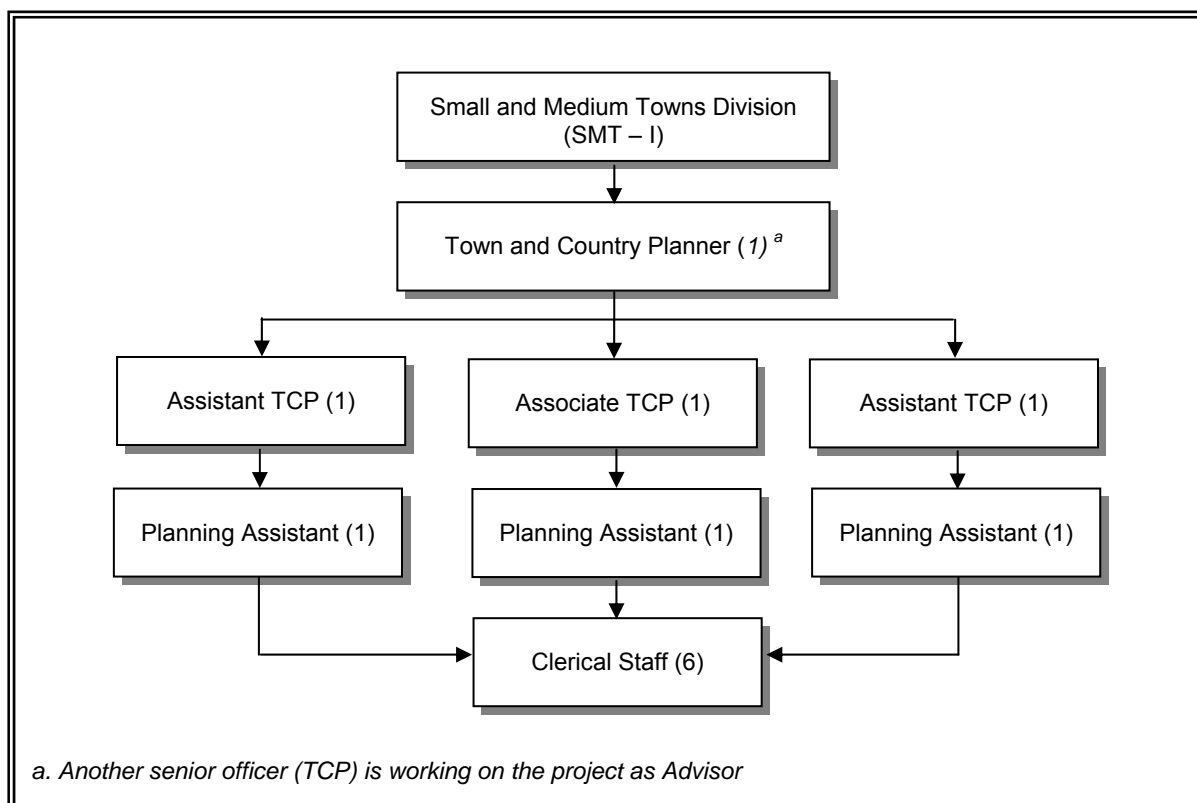 Small and Medium Towns Division
(SMT – I)
Town and Country Planner (1) a
Assistant TCP (1)
Associate TCP (1)
Assistant TCP (1)
Planning Assistant (1)
Planning Assistant (1)
Planning Assistant (1)
Clerical Staff (6)
a. Another senior officer (TCP) is working on the project as Advisor